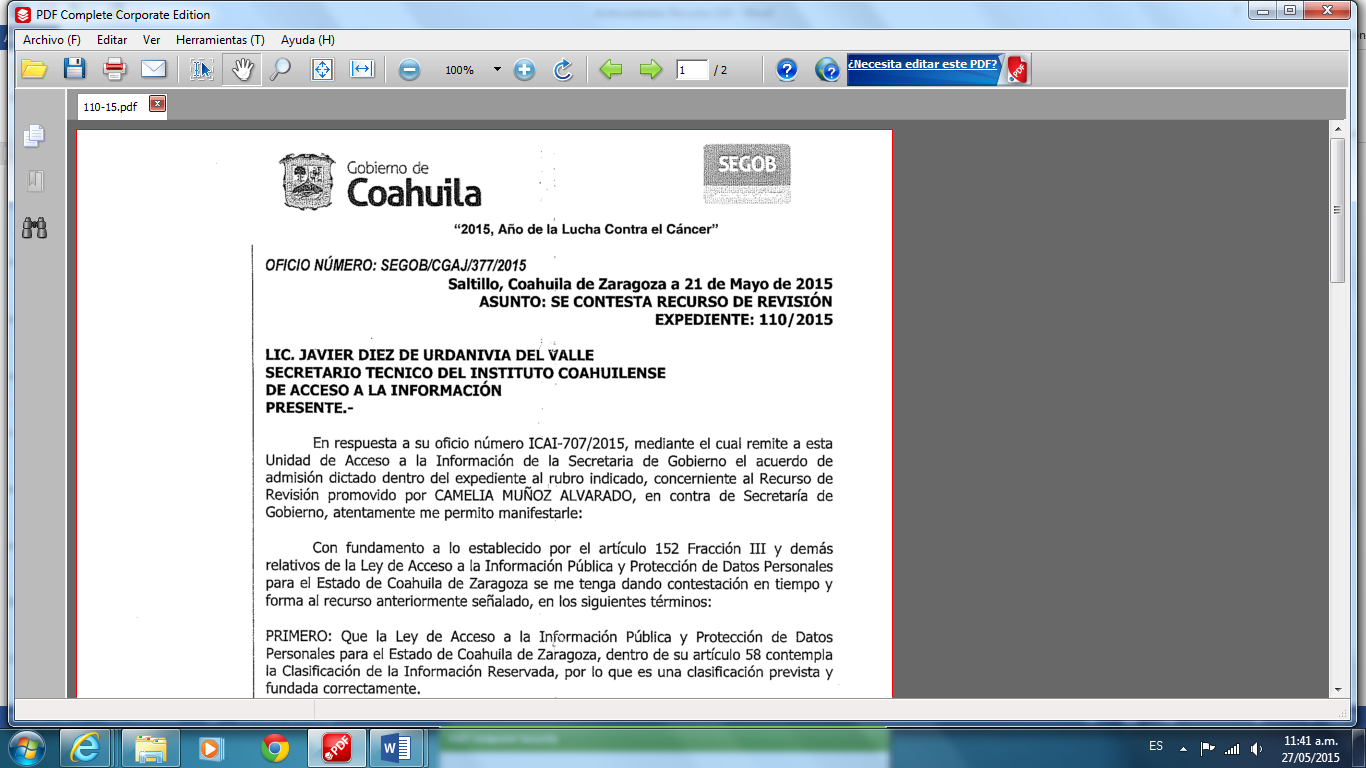 PDF Complete Corporate Edition
Archivo (F) Editar Ver Herramientas (T) Ayuda (H)
100% 1 / 2 ¿Necesita editar este PDF?
110-15.pdf
Gobierno de
Coahuila
SEGOB
“2015, Año de la Lucha Contra el Cáncer”
OFICIO NÚMERO: SEGOB/CGAJ/377/2015
Saltillo, Coahuila de Zaragoza a 21 de Mayo de 2015
ASUNTO: SE CONTESTA RECURSO DE REVISIÓN
EXPEDIENTE: 110/2015
LIC. JAVIER DIEZ DE URDANIVIA DEL VALLE
SECRETARIO TECNICO DEL INSTITUTO COAHUILENSE
DE ACCESO A LA INFORMACIÓN
PRESENTE.-
En respuesta a su oficio número ICAI-707/2015, mediante el cual remite a esta
Unidad de Acceso a la Información de la Secretaria de Gobierno el acuerdo de
admisión dictado dentro del expediente al rubro indicado, concerniente al Recurso de
Revisión promovido por CAMELIA MUÑOZ ALVARADO, en contra de Secretaría de
Gobierno, atentamente me permito manifestarle:
Con fundamento a lo establecido por el artículo 152 Fracción III y demás
relativos de la Ley de Acceso a la Información Pública y Protección de Datos Personales
para el Estado de Coahuila de Zaragoza se me tenga dando contestación en tiempo y
forma al recurso anteriormente señalado, en los siguientes términos:
PRIMERO: Que la Ley de Acceso a la Información Pública y Protección de Datos
Personales para el Estado de Coahuila de Zaragoza, dentro de su artículo 58 contempla
la Clasificación de la Información Reservada, por lo que es una clasificación prevista y
fundada correctamente.
ES
11:41 a.m.
27/05/2015